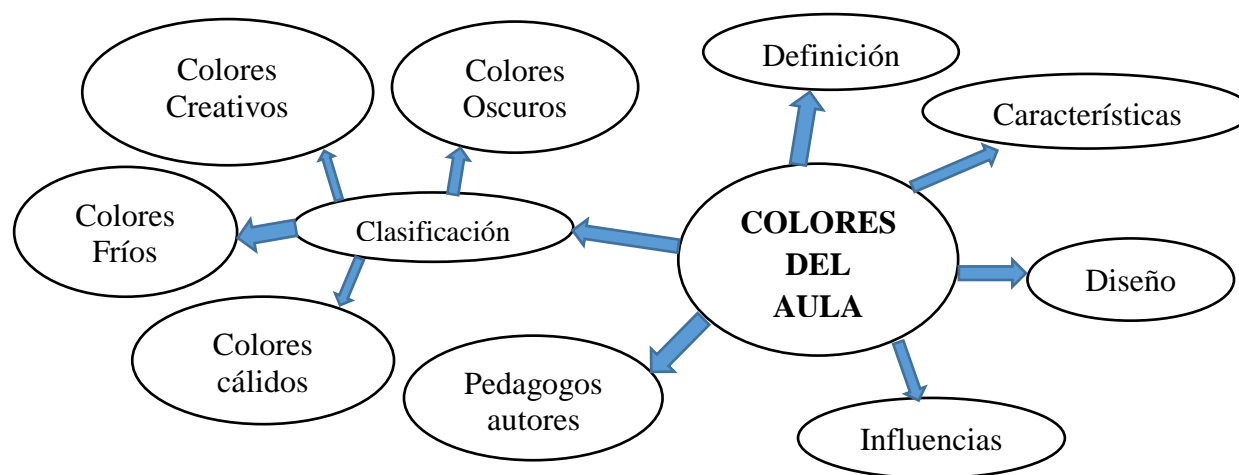 Colores
Creativos
Colores
Oscuros
Definición
Características
Colores
Fríos
Clasificación
COLORES
DEL
AULA
Diseño
Colores
cálidos
Pedagogos
autores
Influencias